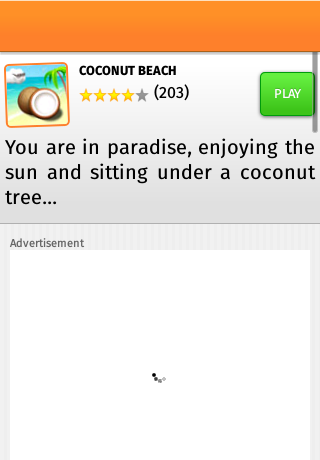 COCONUT BEACH
(203)
PLAY
You are in paradise, enjoying the
sun and sitting under a coconut
tree...
Advertisement